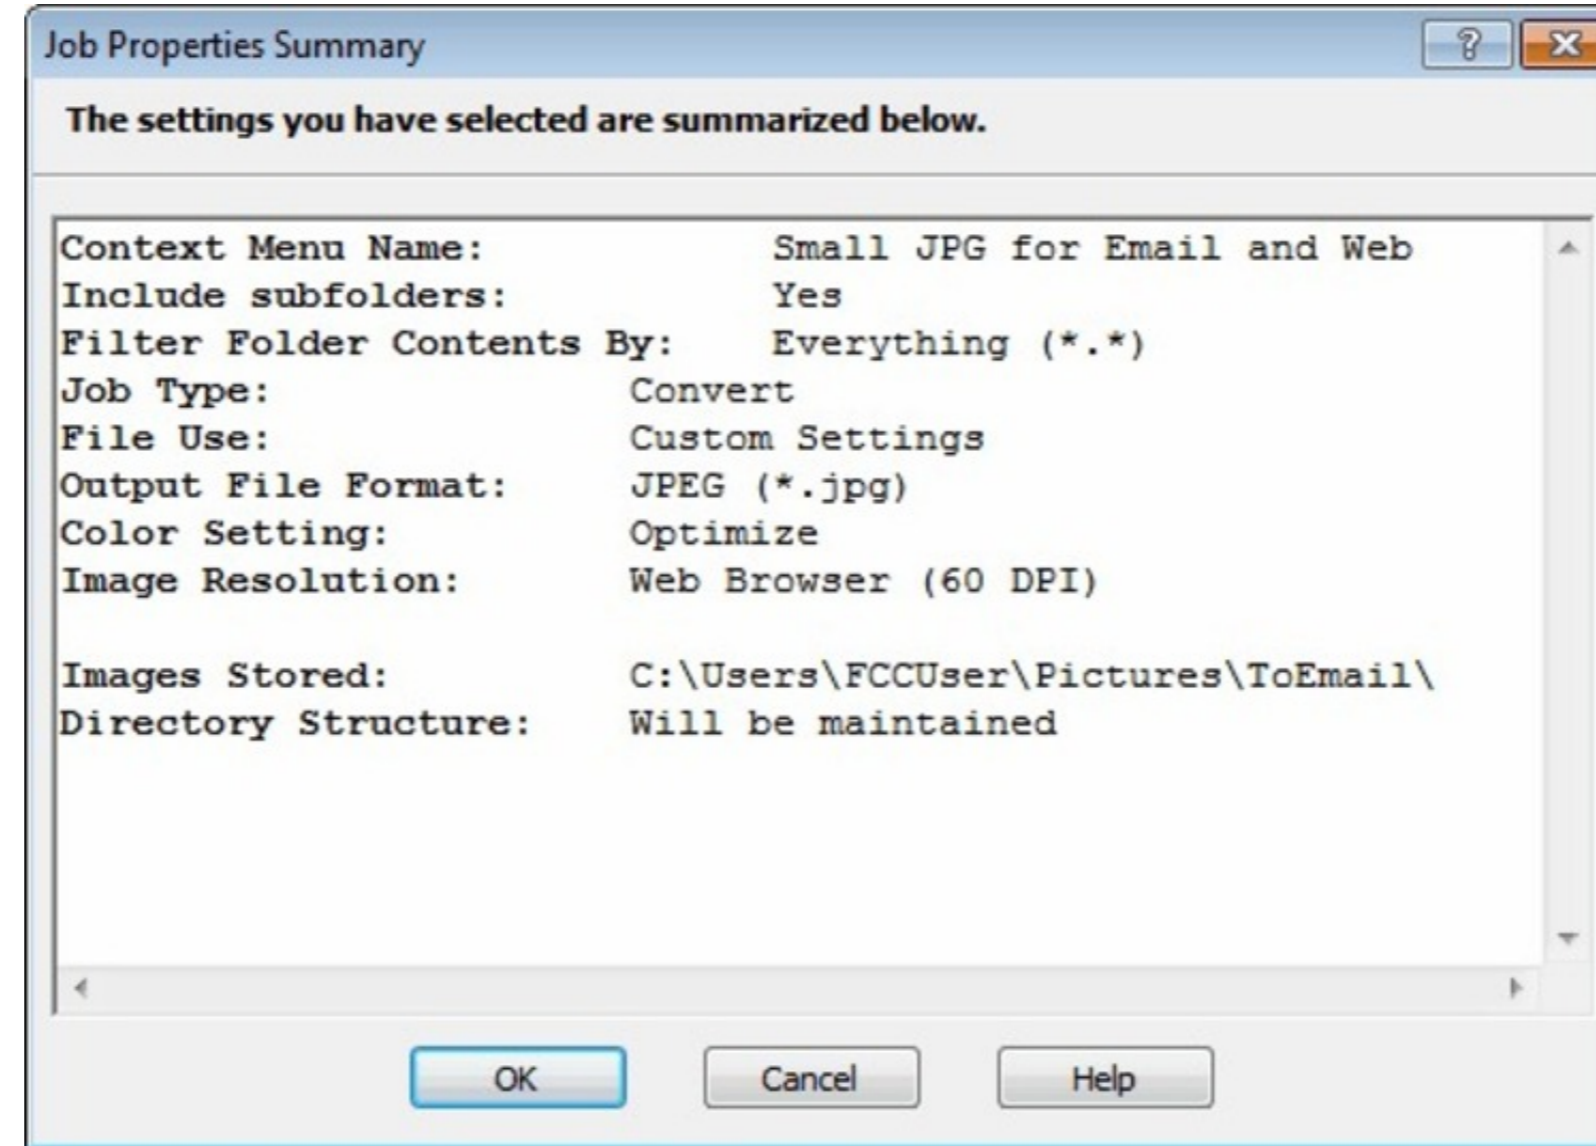 Job Properties Summary
The settings you have selected are summarized below.
Context Menu Name: Small JPG for Email and Web
Include subfolders: Yes
Filter Folder Contents By: Everything (*.*)
Job Type: Convert
File Use: Custom Settings
Output File Format: JPEG (*.jpg)
Color Setting: Optimize
Image Resolution: Web Browser (60 DPI)
Images Stored: C:\Users\FCCUser\Pictures\ToEmail\
Directory Structure: Will be maintained
OK Cancel Help